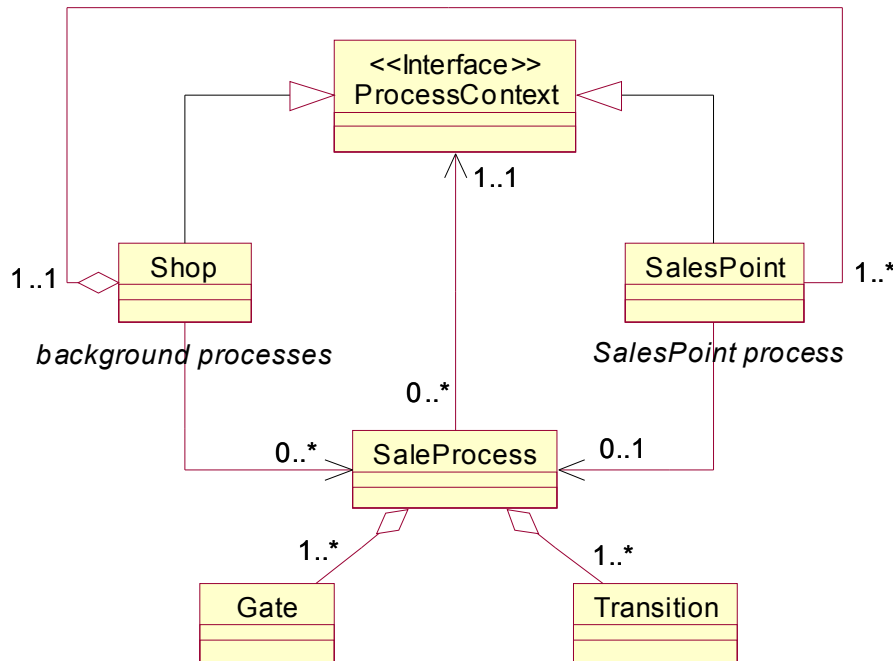 <<Interface>>
ProcessContext
1..1
Shop
SalesPoint
1..1
1..*
background processes
SalesPoint process
0..*
0..*
SaleProcess
0..1
1..*
1..*
Gate
Transition